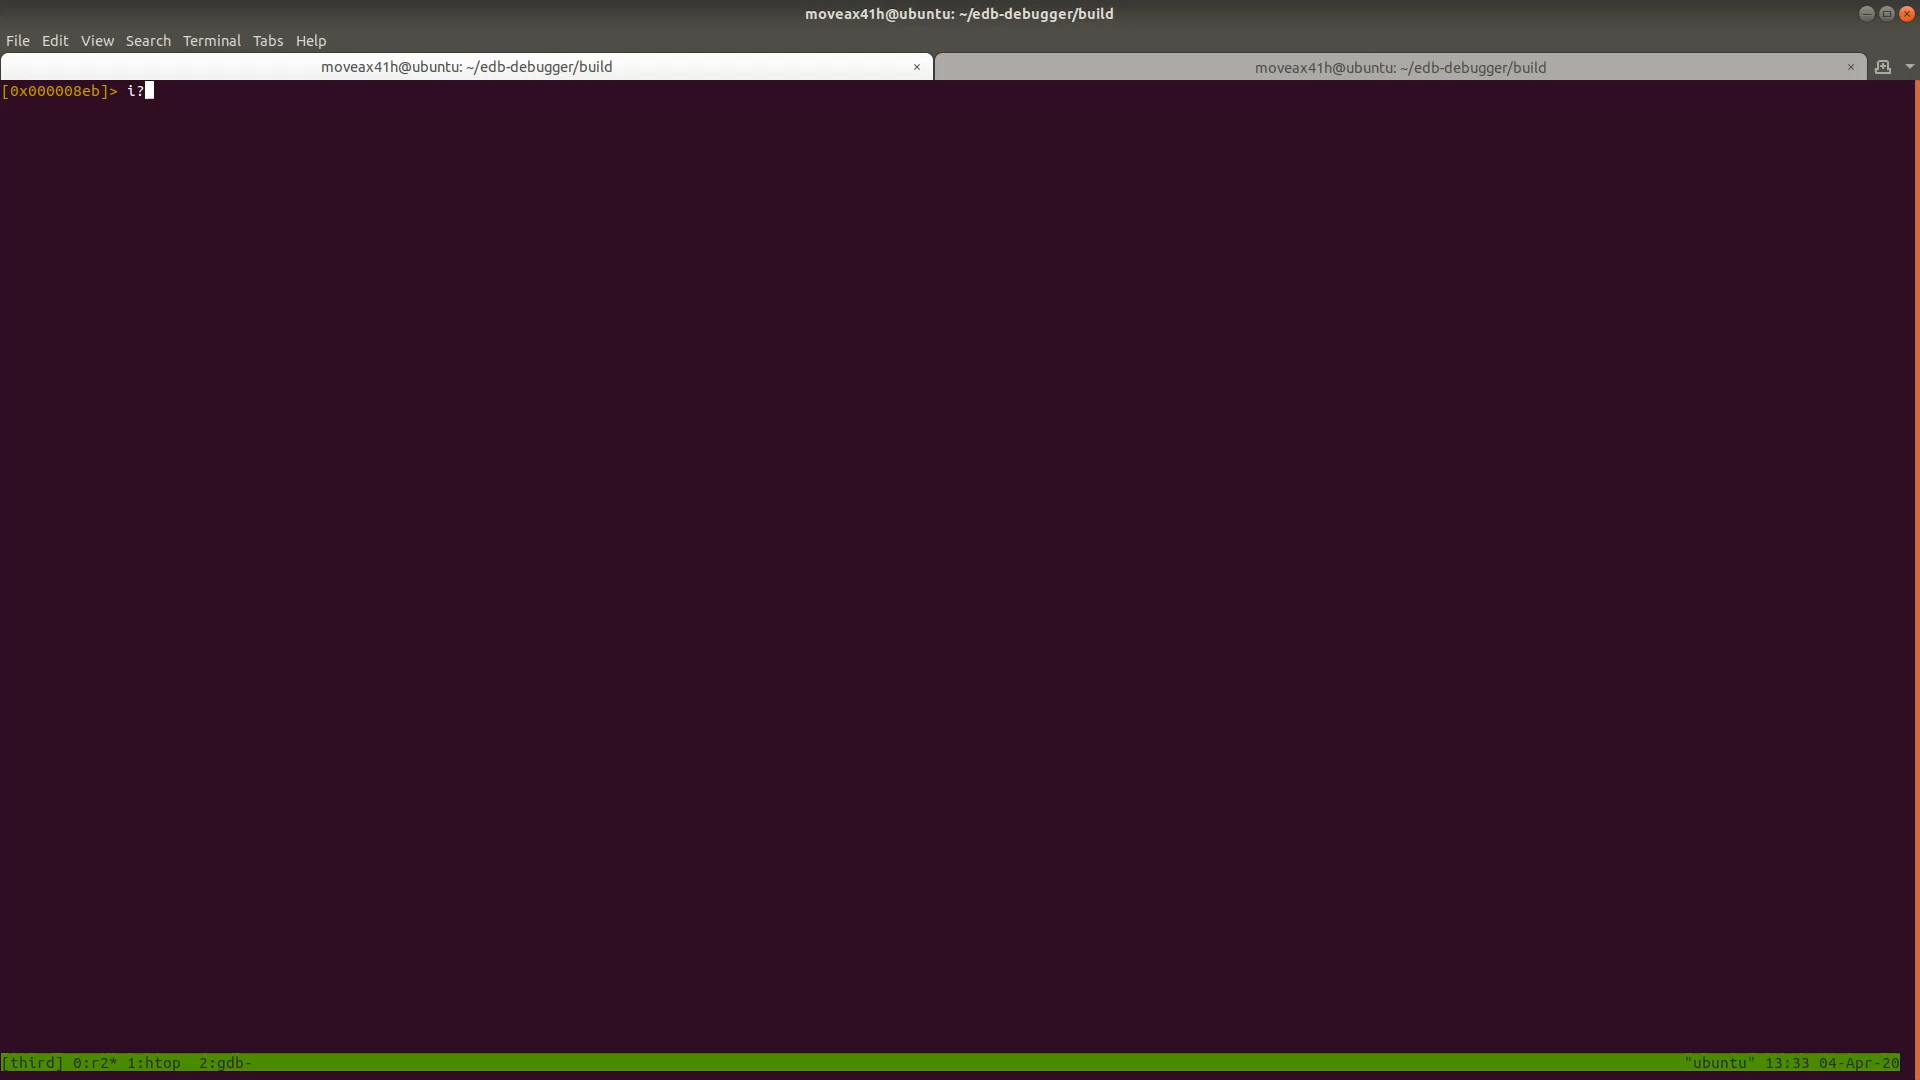 moveax41h@ubuntu: ~/edb-debugger/build
File Edit View Search Terminal Tabs Help
moveax41h@ubuntu: ~/edb-debugger/build × moveax41h@ubuntu: ~/edb-debugger/build ×
[0x000008eb]> i?
[third] 0:r2* 1:htop  2:gdb- "ubuntu" 13:33 04-Apr-20